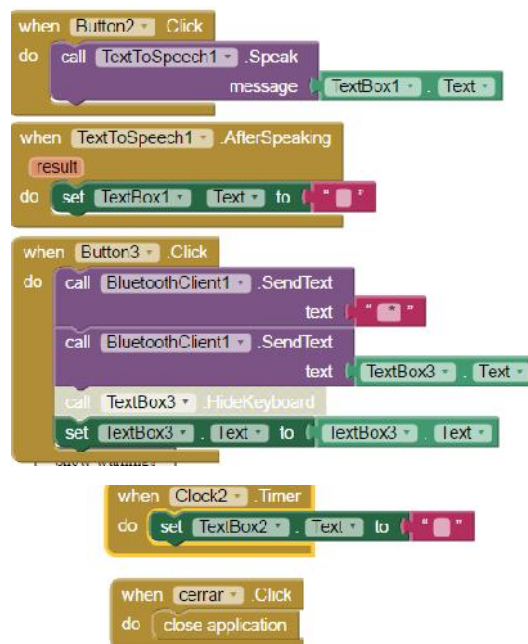 when Button2 .Click
do call TextToSpeech1 .Speak
message TextBox1 . Text
when TextToSpeech1 .AfterSpeaking
result
do set TextBox1 . Text to " "
when Button3 .Click
do call BluetoothClient1 .SendText
text " * "
call BluetoothClient1 .SendText
text TextBox3 . Text
call TextBox3 .HideKeyboard
set TextBox3 . Text to TextBox3 . Text
when Clock2 .Timer
do set TextBox2 . Text to " "
when cerrar .Click
do close application